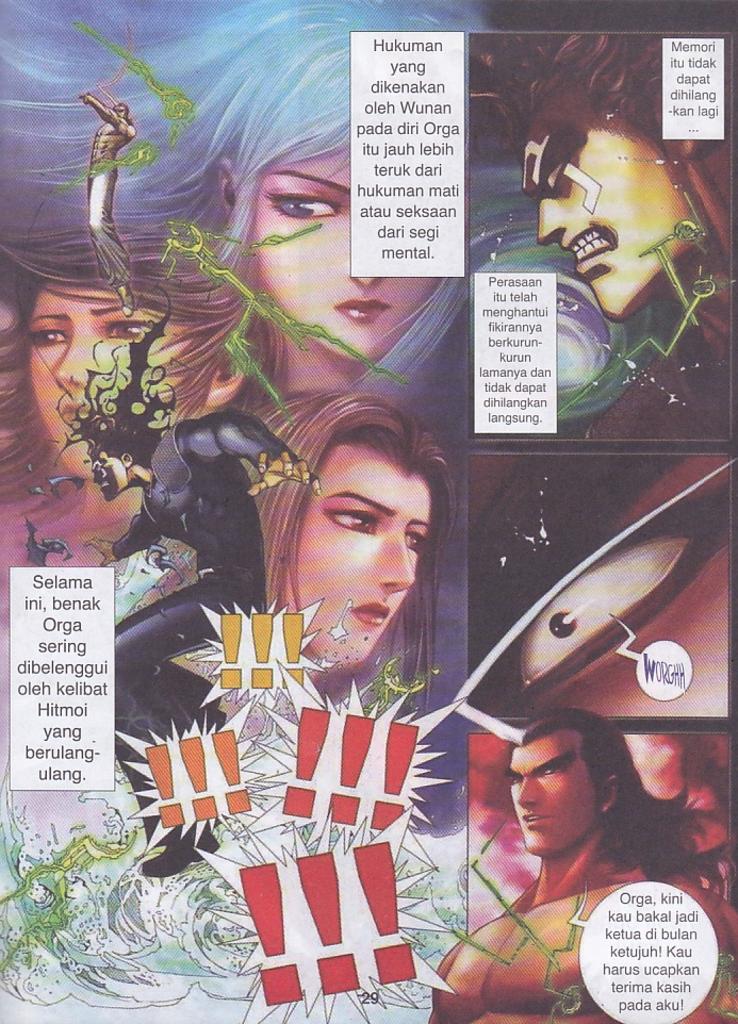 Hukuman
yang
dikenakan
oleh Wunan
pada diri Orga
itu jauh lebih
teruk dari
hukuman mati
atau seksaan
dari segi
mental.
Memori
itu tidak
dapat
dihilang
-kan lagi
...
Perasaan
itu telah
menghantui
fikirannya
berkurun-
kurun
lamanya dan
tidak dapat
dihilangkan
langsung.
Selama
ini, benak
Orga
sering
dibelenggui
oleh kelibat
Hitmoi
yang
berulang-
ulang.
!!!
!!!
!!!
!!!
WORGHH
Orga, kini
kau bakal jadi
ketua di bulan
ketujuh! Kau
harus ucapkan
terima kasih
pada aku!
29